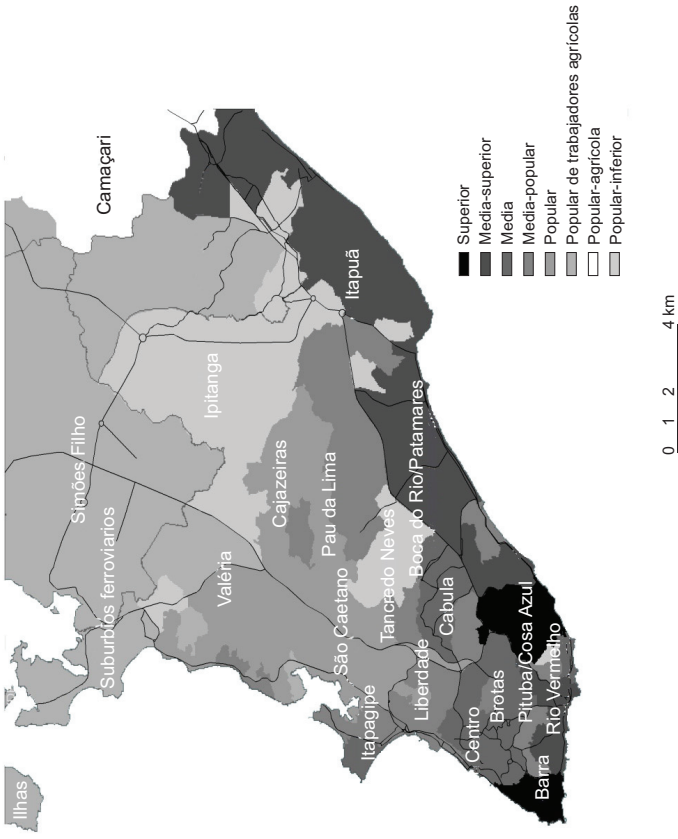 Ilhas
Simões Filho
Suburbios ferroviarios
Camaçari
Ipitanga
Valéria
Cajazeiras
Pau da Lima
São Caetano
Itapuã
Tancredo Neves
Boca do Rio/Patamares
Itapagipe
Liberdade
Cabula
Centro
Brotas
Pituba/Cosa Azul
Rio Vermelho
Barra
Superior
Media-superior
Media
Media-popular
Popular
Popular de trabajadores agrícolas
Popular-agrícola
Popular-inferior
0 1 2 4 km